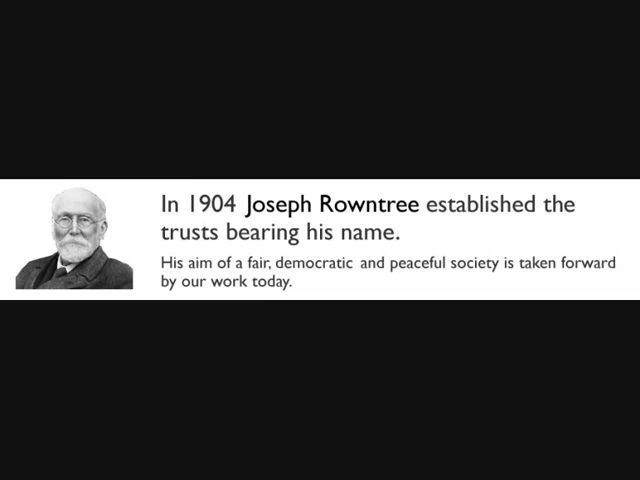 In 1904 Joseph Rowntree established the
trusts bearing his name.
His aim of a fair, democratic and peaceful society is taken forward
by our work today.